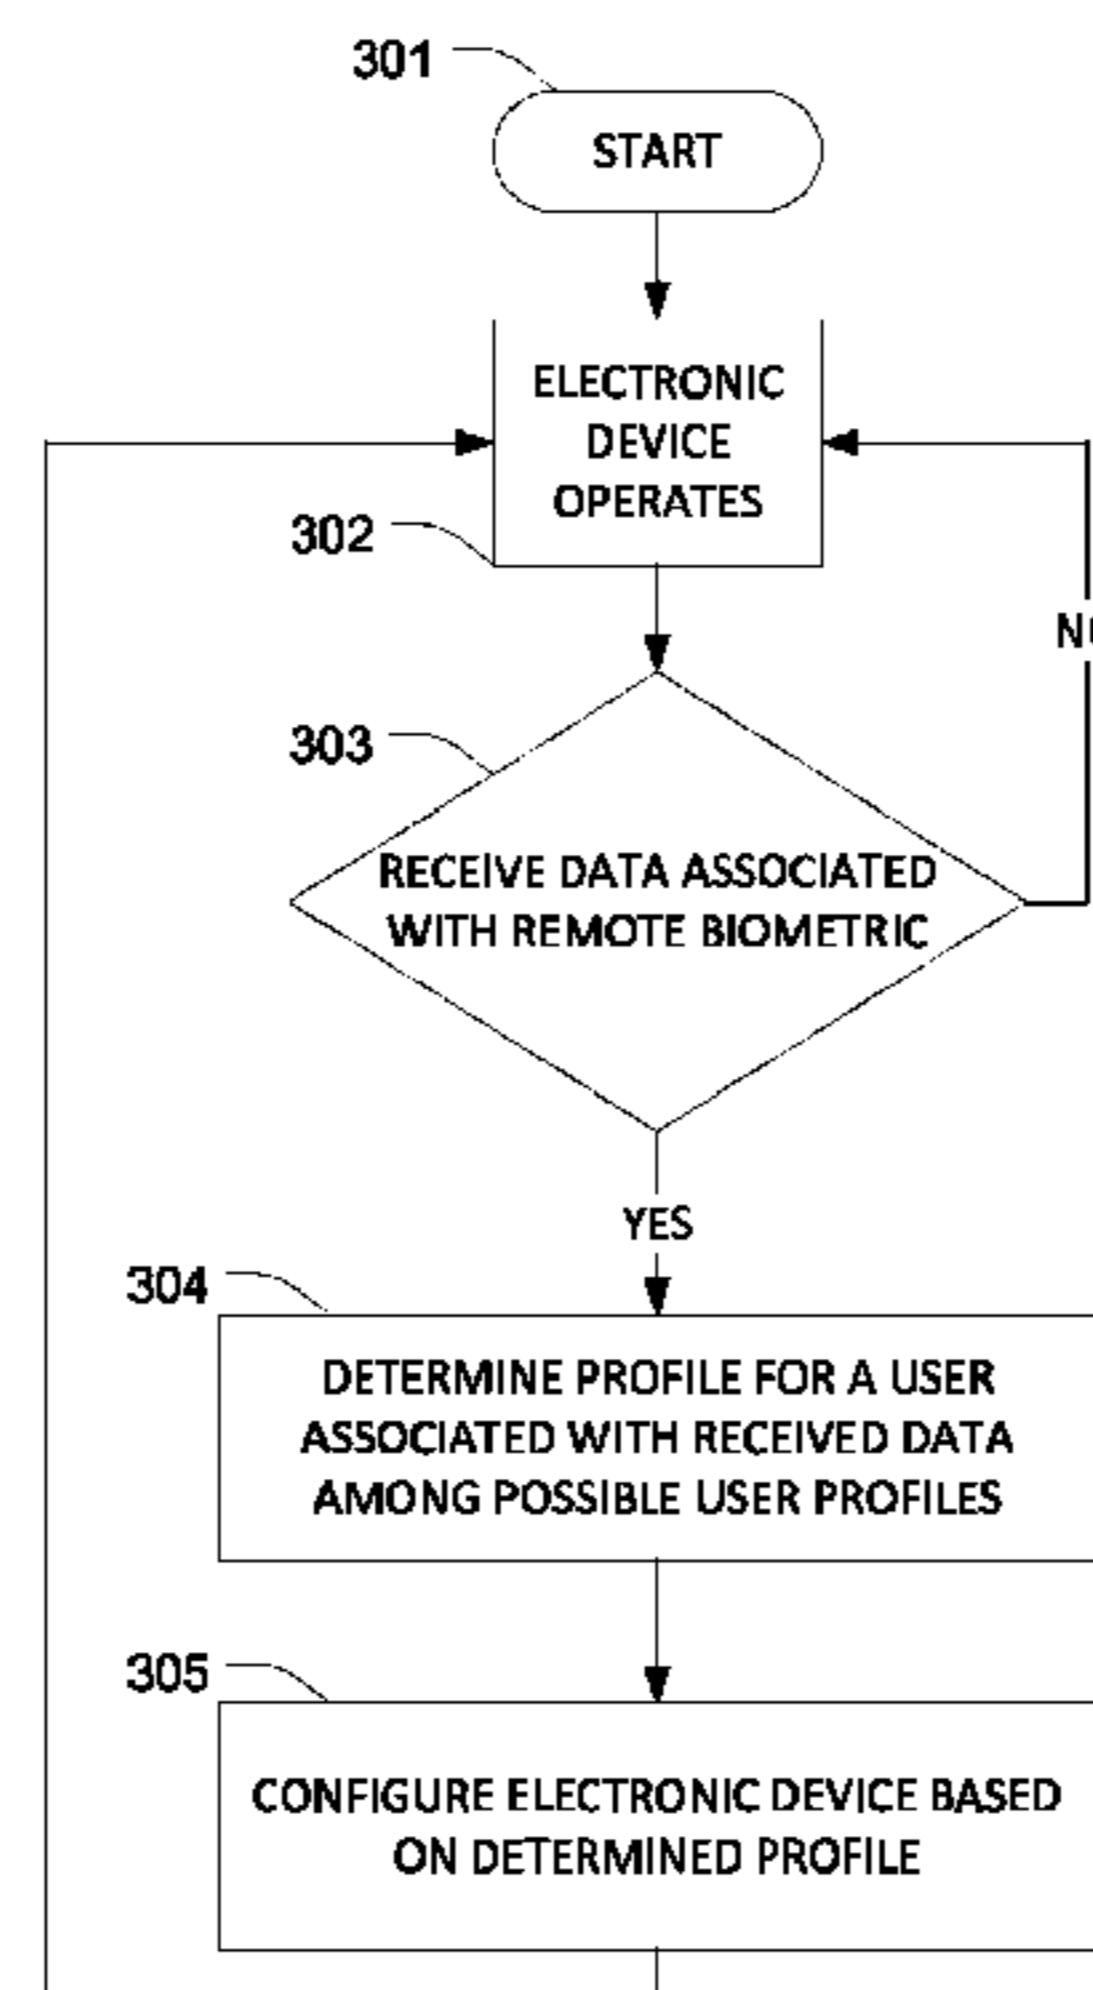 301
START
ELECTRONIC
DEVICE
OPERATES
302
303
RECEIVE DATA ASSOCIATED
WITH REMOTE BIOMETRIC
YES
304
DETERMINE PROFILE FOR A USER
ASSOCIATED WITH RECEIVED DATA
AMONG POSSIBLE USER PROFILES
305
CONFIGURE ELECTRONIC DEVICE BASED
ON DETERMINED PROFILE